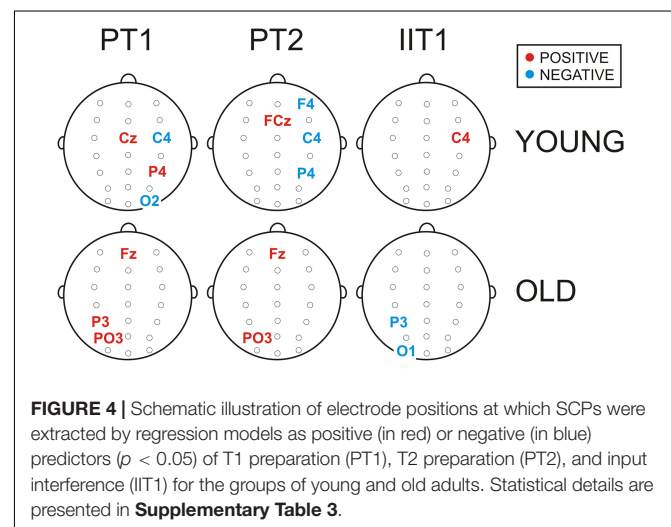 PT1 PT2 IIT1
POSITIVE
NEGATIVE
F4
FCz
Cz C4 C4 C4
YOUNG
P4 P4
O2
Fz Fz
OLD
P3 P3
PO3 PO3
O1
FIGURE 4 | Schematic illustration of electrode positions at which SCPs were
extracted by regression models as positive (in red) or negative (in blue)
predictors (p < 0.05) of T1 preparation (PT1), T2 preparation (PT2), and input
interference (IIT1) for the groups of young and old adults. Statistical details are
presented in Supplementary Table 3.